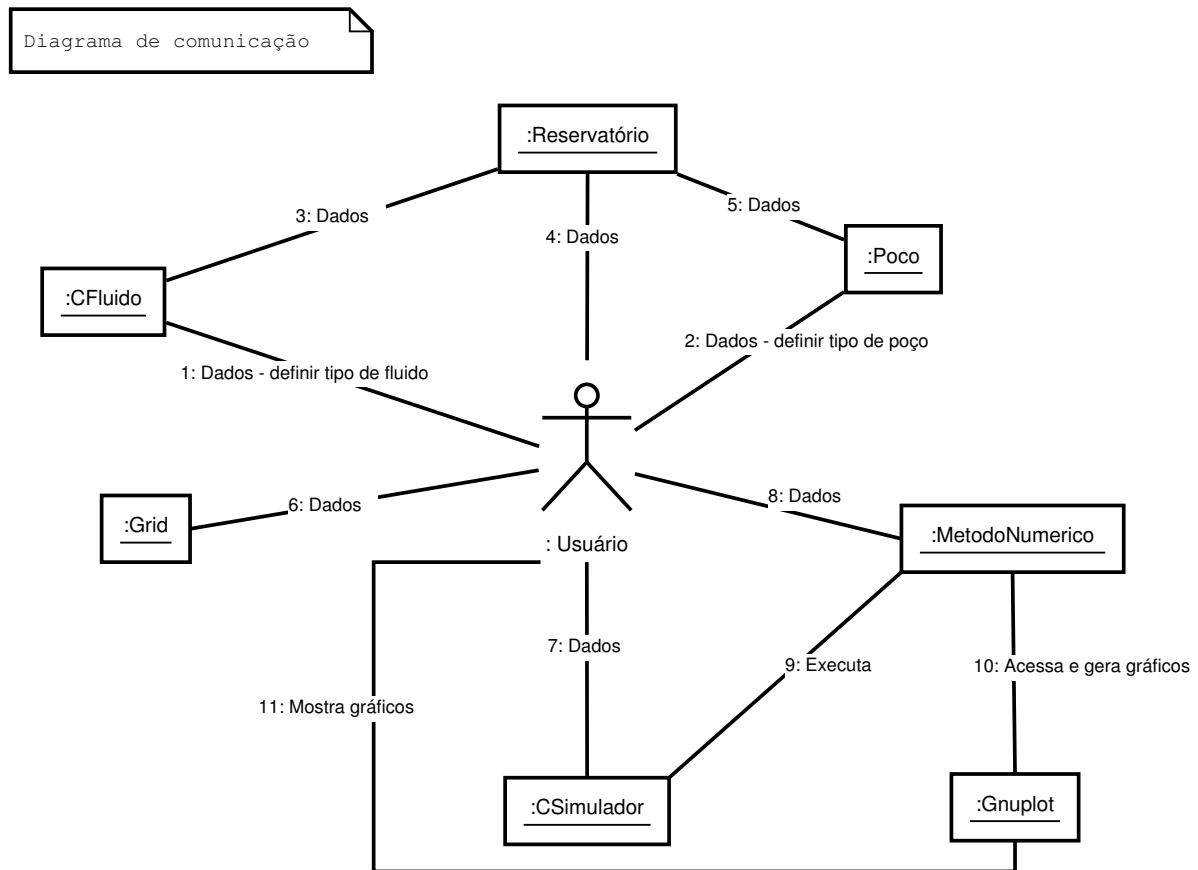 Diagrama de comunicação
:Reservatório
3: Dados
5: Dados
4: Dados
:Poco
:CFluido
2: Dados - definir tipo de poço
1: Dados - definir tipo de fluido
8: Dados
6: Dados
:Grid
:MetodoNumerico
: Usuário
7: Dados
9: Executa
10: Acessa e gera gráficos
11: Mostra gráficos
:CSimulador
:Gnuplot